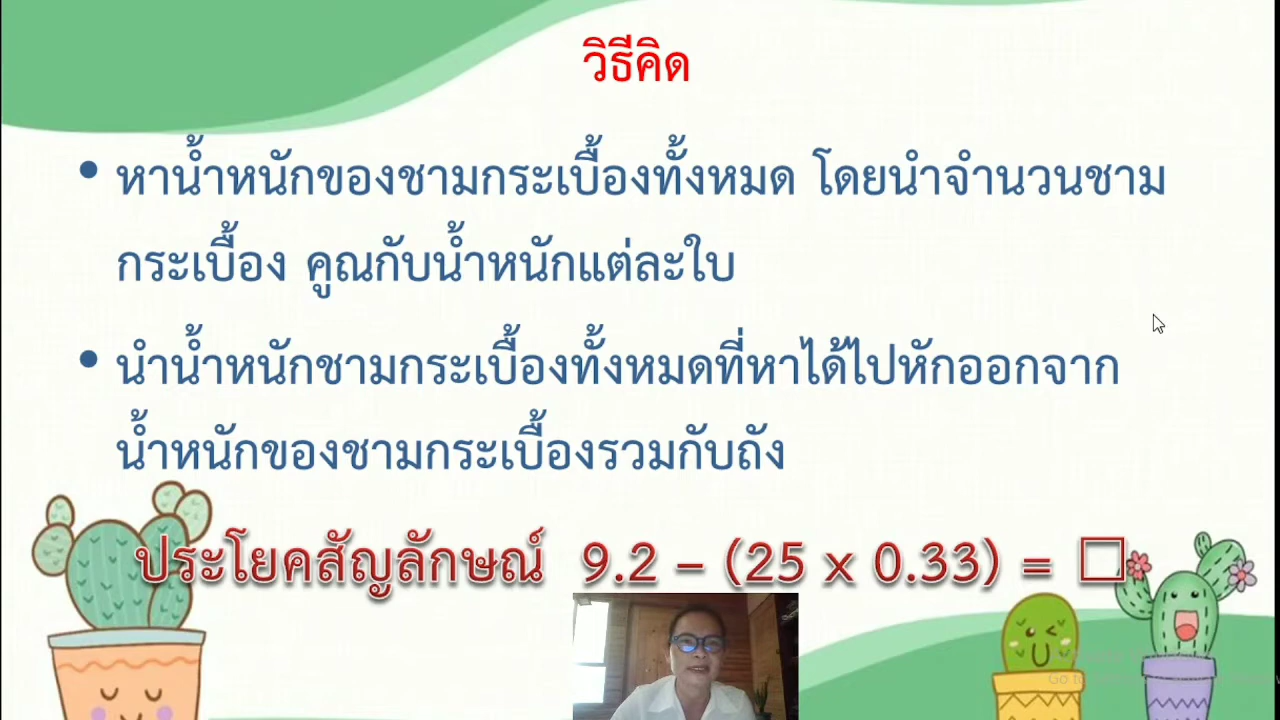 วิธีคิด
• หาน้ำหนักของชามกระเบื้องทั้งหมด โดยนำจำนวนชาม
กระเบื้อง คูณกับน้ำหนักแต่ละใบ
• นำน้ำหนักชามกระเบื้องทั้งหมดที่หาได้ไปหักออกจาก
น้ำหนักของชามกระเบื้องรวมกับถัง
ประโยคสัญลักษณ์ 9.2 – (25 x 0.33) = □
Go to